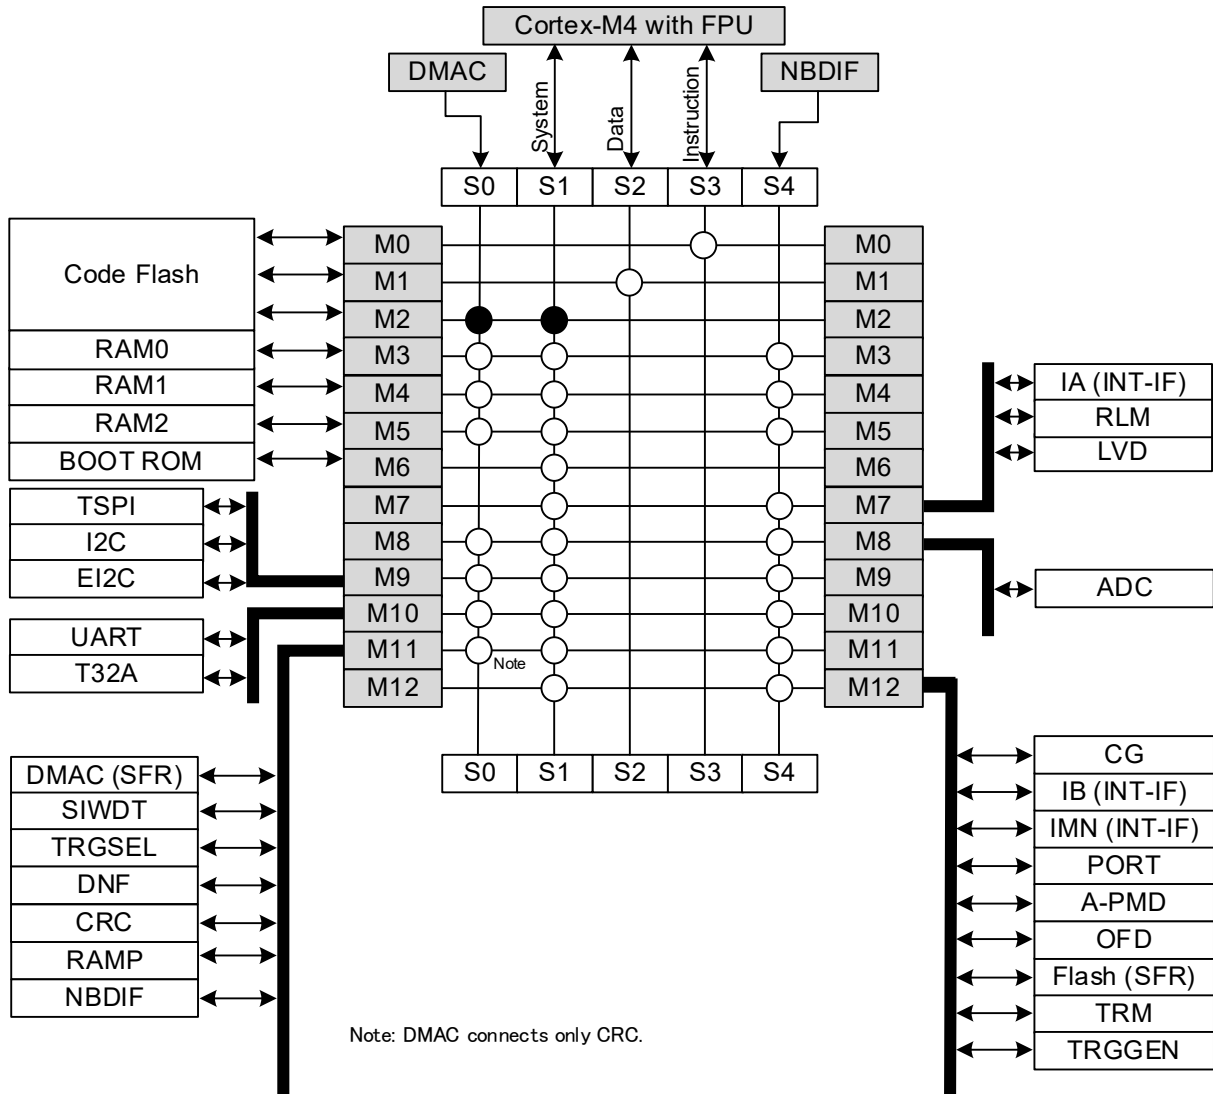 Cortex-M4 with FPU
DMAC
NBDIF
System
Data
Instruction
S0 S1 S2 S3 S4
Code Flash
RAM0
RAM1
RAM2
BOOT ROM
TSPI
I2C
EI2C
UART
T32A
DMAC (SFR)
SIWDT
TRGSEL
DNF
CRC
RAMP
NBDIF
M0
M1
M2
M3
M4
M5
M6
M7
M8
M9
M10
M11
M12
Note
M0
M1
M2
M3
M4
M5
M6
M7
M8
M9
M10
M11
M12
S0 S1 S2 S3 S4
IA (INT-IF)
RLM
LVD
ADC
CG
IB (INT-IF)
IMN (INT-IF)
PORT
A-PMD
OFD
Flash (SFR)
TRM
TRGGEN
Note: DMAC connects only CRC.